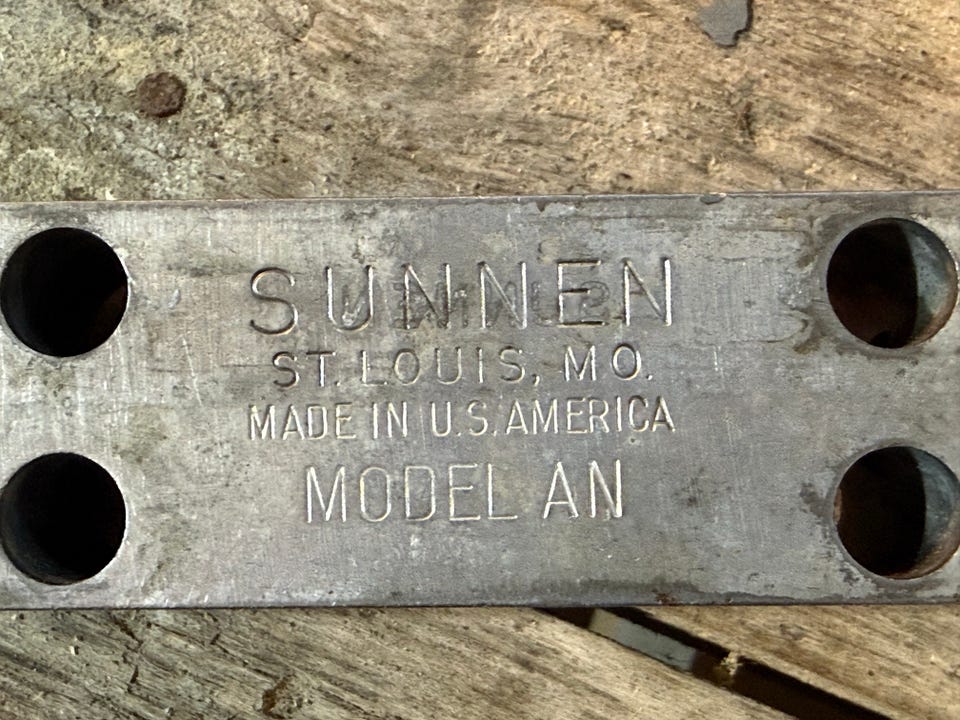 SUNNEN
ST. LOUIS, MO.
MADE IN U.S. AMERICA
MODEL AN